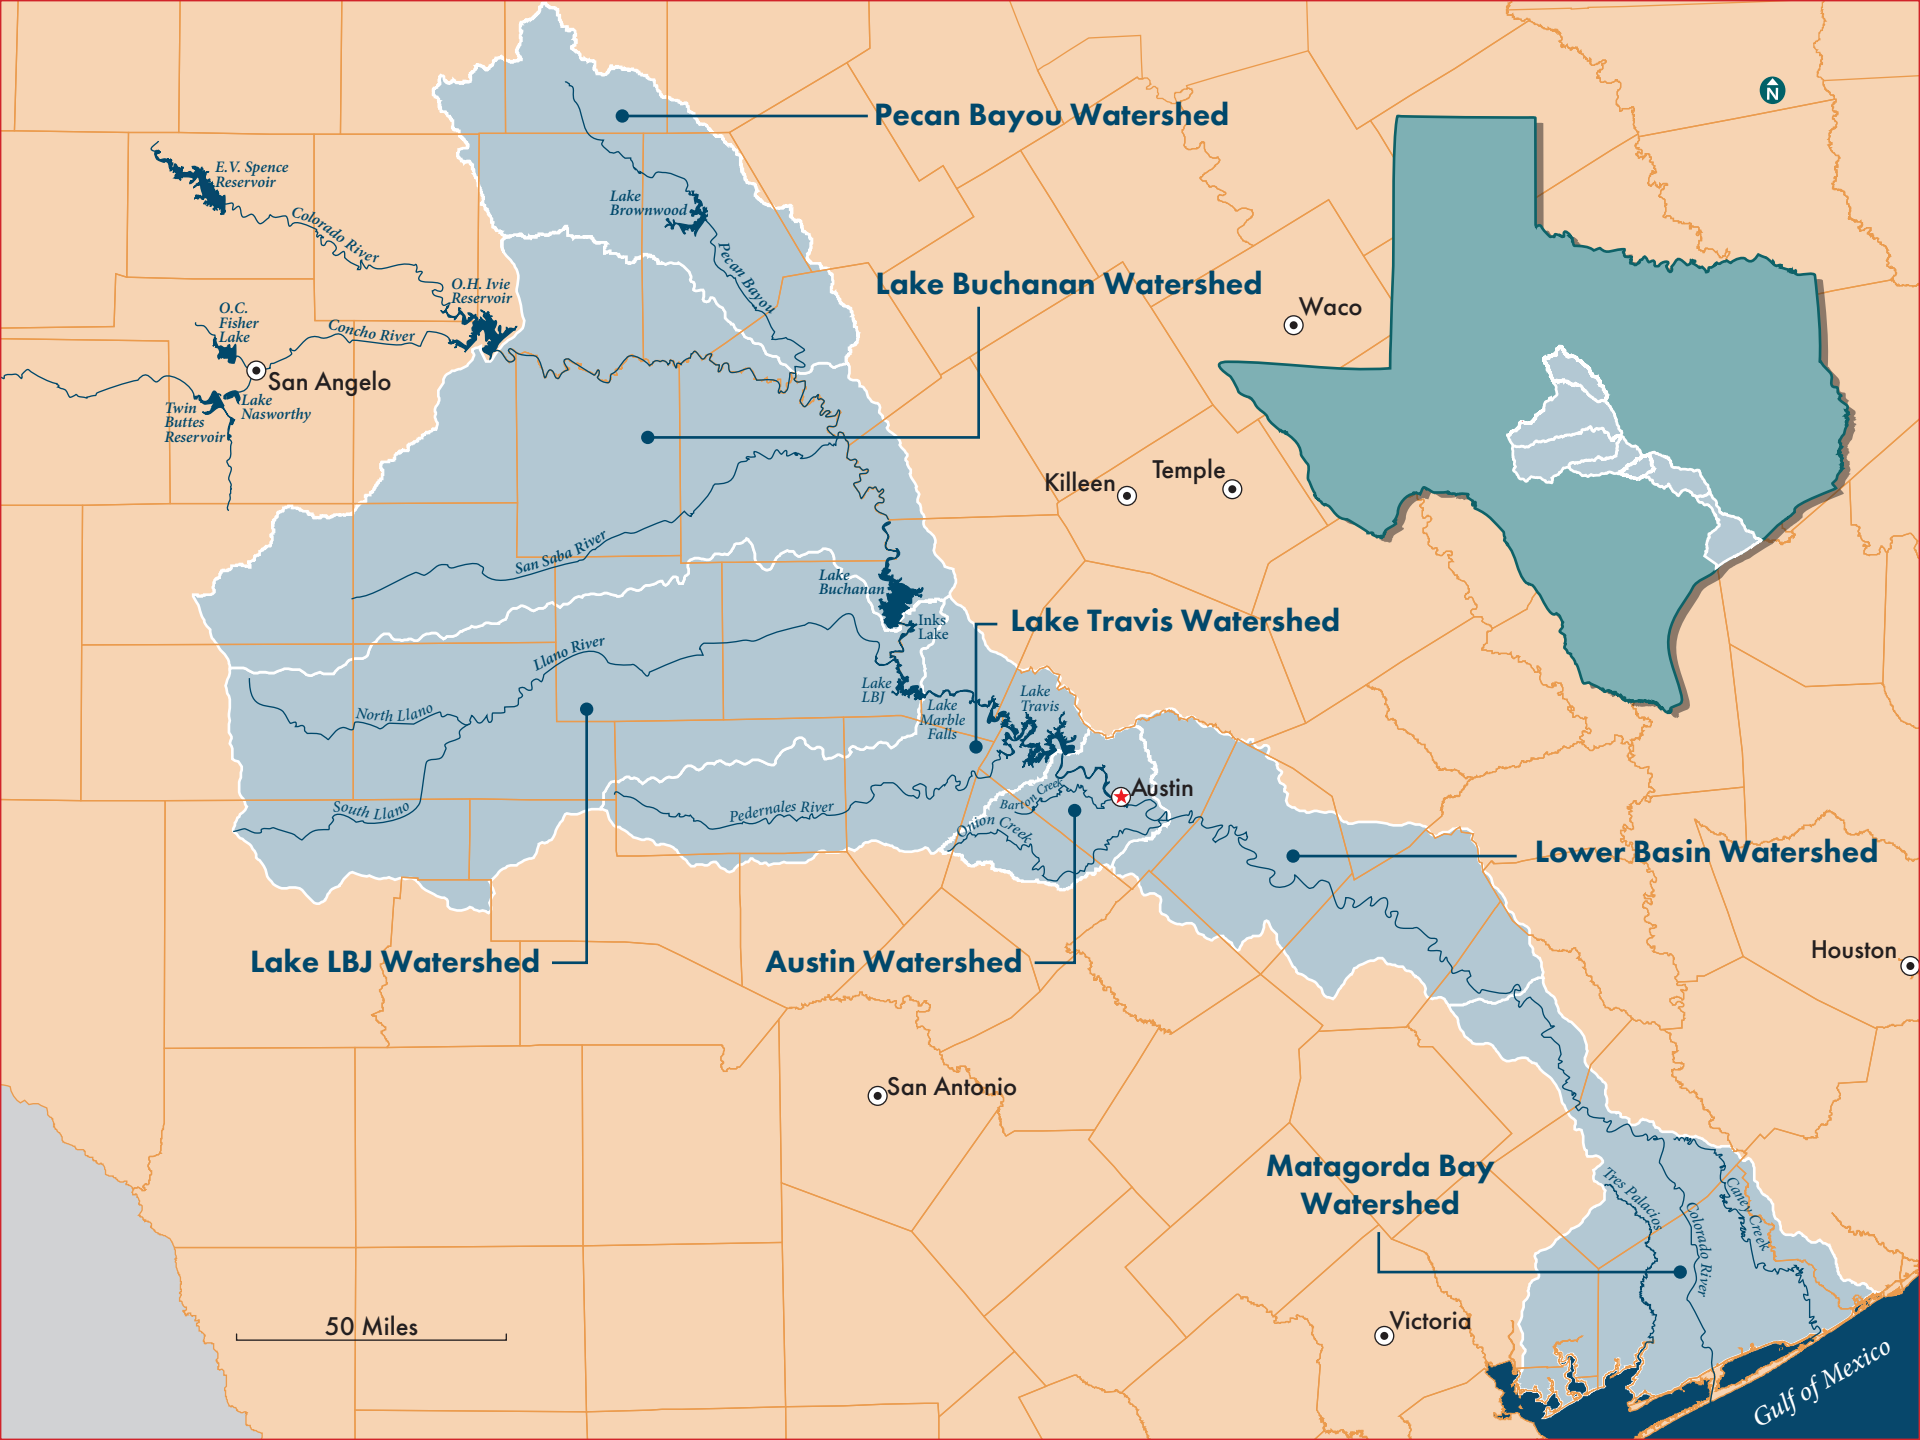 N
Pecan Bayou Watershed
E.V. Spence
Reservoir
Lake
Brownwood
Colorado River
Pecan Bayou
O.H. Ivie
Reservoir
Lake Buchanan Watershed
O.C.
Fisher
Lake
Concho River
Waco
San Angelo
Twin
Buttes
Reservoir
Lake
Nasworthy
Killeen
Temple
San Saba River
Lake
Buchanan
Inks
Lake
Lake Travis Watershed
Llano River
Lake
LBJ
Lake
Marble
Falls
Lake
Travis
North Llano
South Llano
Pedernales River
Barton Creek
Onion Creek
Austin
Lower Basin Watershed
Lake LBJ Watershed
Austin Watershed
Houston
San Antonio
Matagorda Bay
Watershed
Tres Palacios
Colorado River
Caney Creek
50 Miles
Victoria
Gulf of Mexico